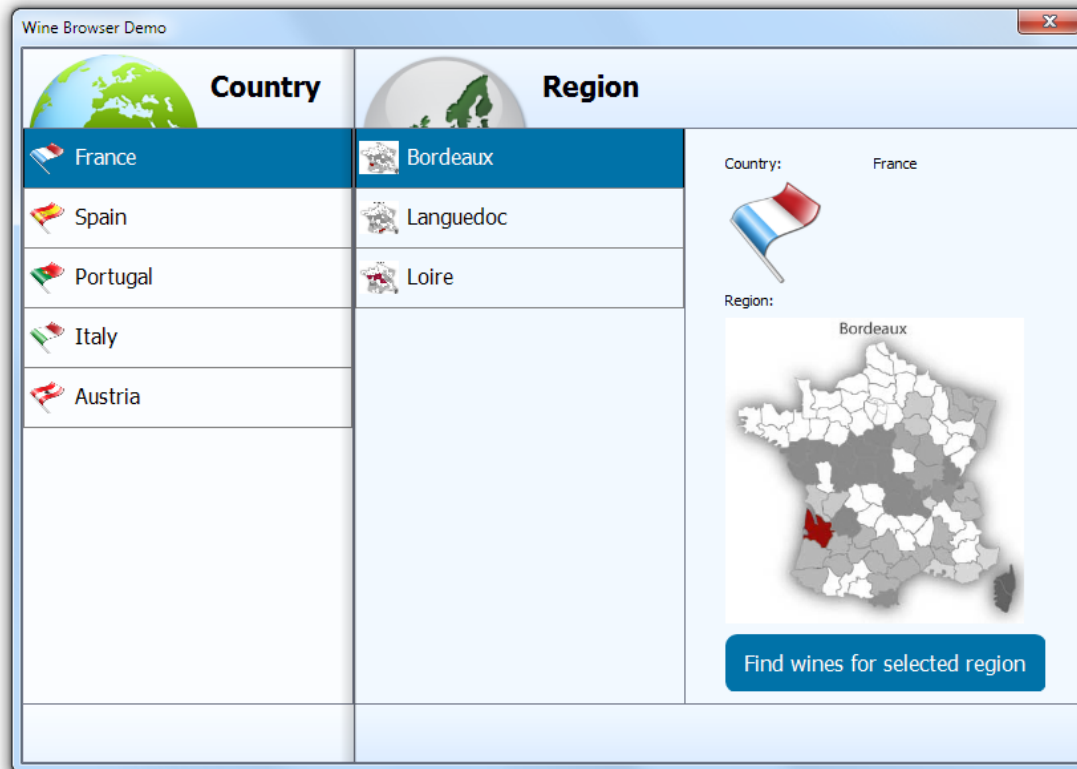 Wine Browser Demo
Country
Region
France
Spain
Portugal
Italy
Austria
Bordeaux
Languedoc
Loire
Country: France
Region:
Bordeaux
Find wines for selected region